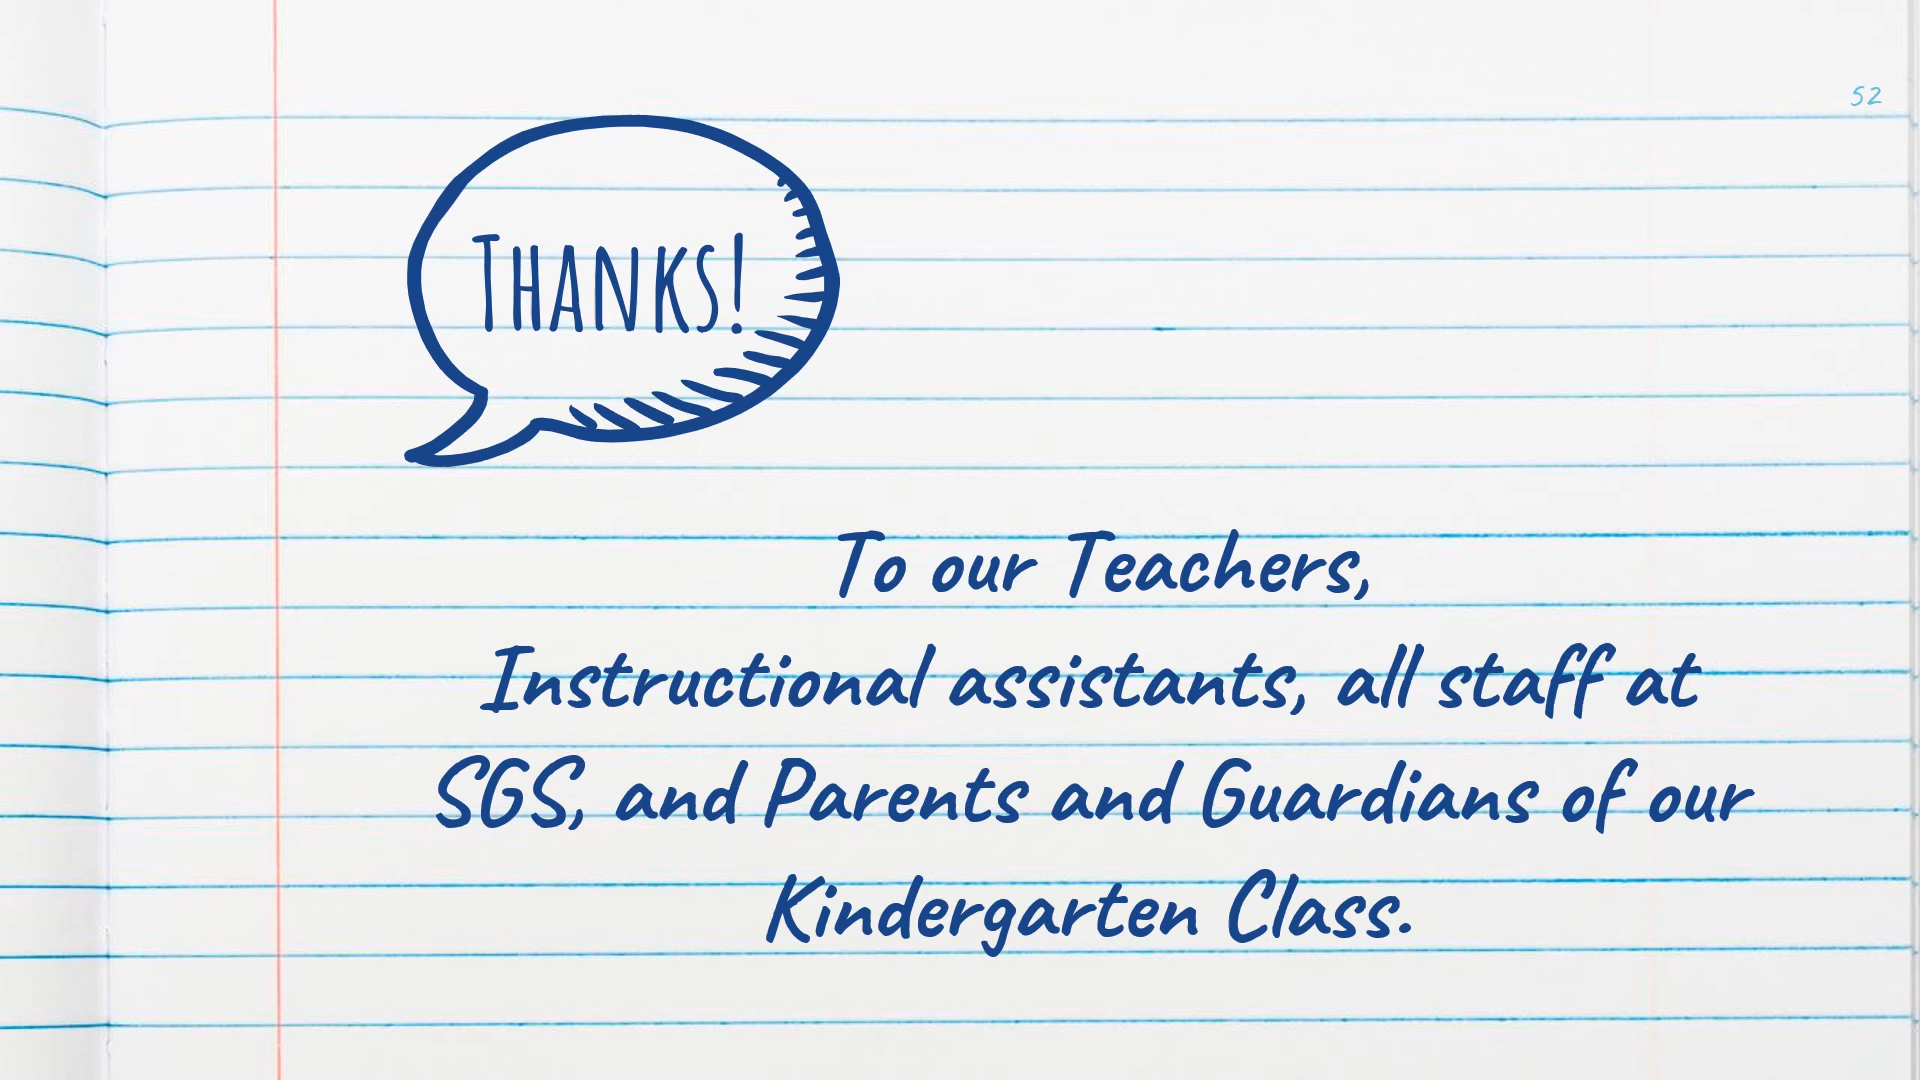 52
THANKS!
To our Teachers,
Instructional assistants, all staff at
SGS, and Parents and Guardians of our
Kindergarten Class.